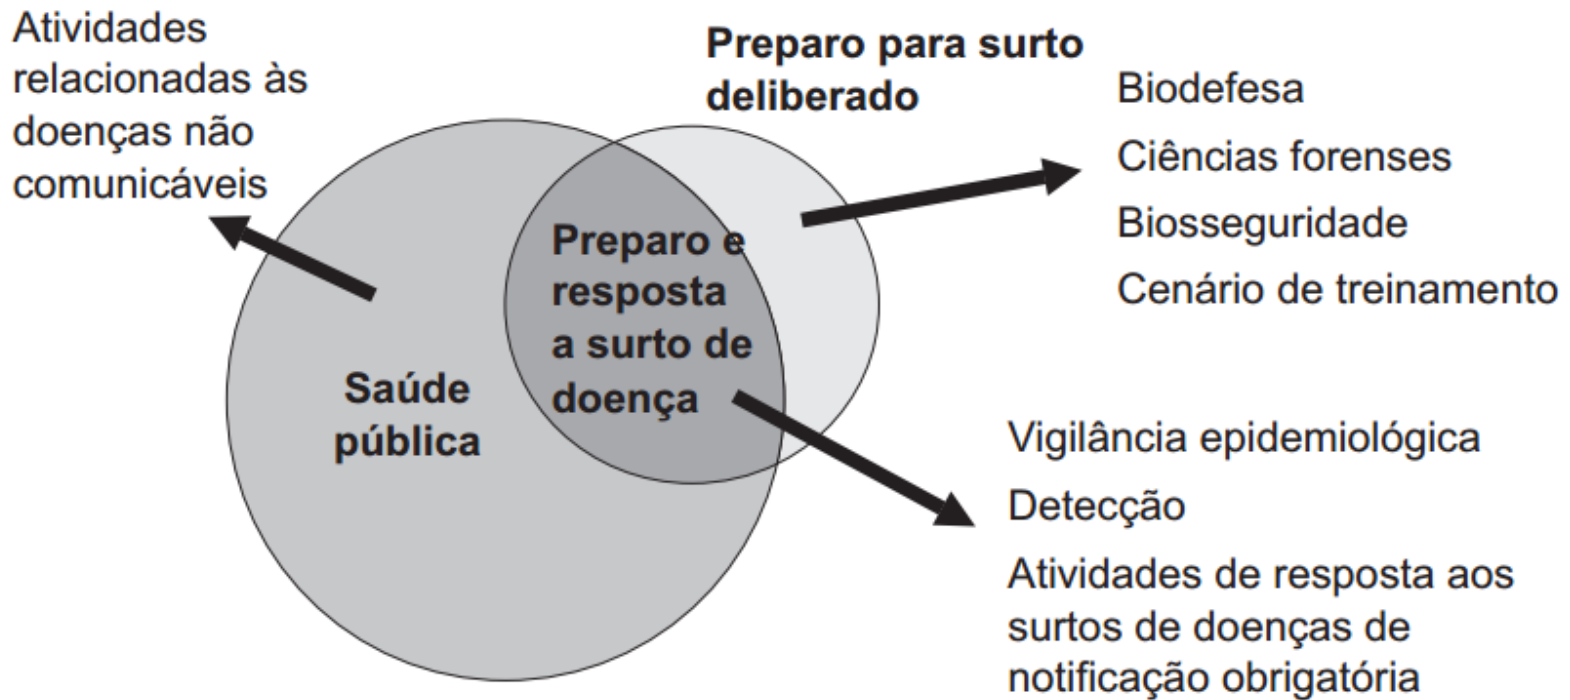 Atividades
relacionadas às
doenças não
comunicáveis
Preparo para surto
deliberado
Biodefesa
Ciências forenses
Biosseguridade
Cenário de treinamento
Preparo e
resposta
a surto de
doença
Saúde
pública
Vigilância epidemiológica
Detecção
Atividades de resposta aos
surtos de doenças de
notificação obrigatória